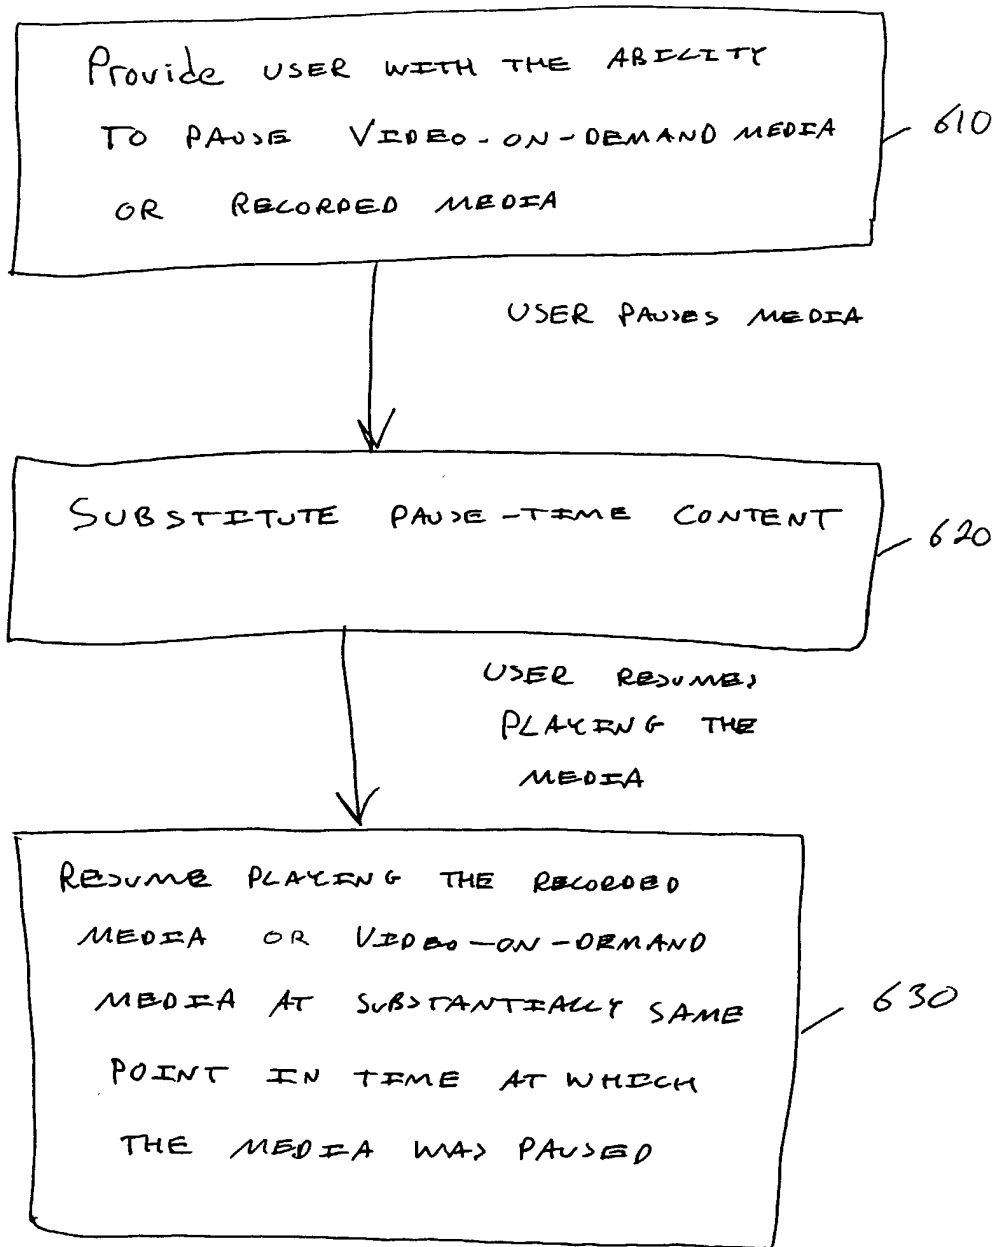 Provide USER WITH THE ABILITY
TO PAUSE VIDEO-ON-DEMAND MEDIA
OR RECORDED MEDIA
610
USER PAUSES MEDIA
SUBSTITUTE PAUSE-TIME CONTENT
620
USER RESUMES
PLAYING THE
MEDIA
RESUME PLAYING THE RECORDED
MEDIA OR VIDEO-ON-DEMAND
MEDIA AT SUBSTANTIALLY SAME
POINT IN TIME AT WHICH
THE MEDIA WAS PAUSED
630